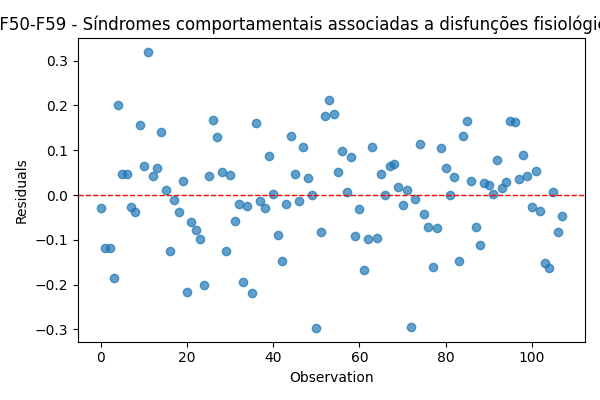 F50-F59 - Síndromes comportamentais associadas a disfunções
Residuals
0.3
0.2
0.1
0.0
−0.1
−0.2
−0.3
0 20 40 60 80 100
Observation